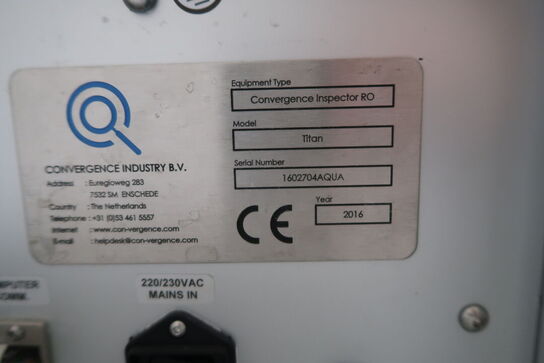 CONVERGENCE INDUSTRY B.V.
Address : Euregioweg 283
7532 SM ENSCHEDE
Country : The Netherlands
Telephone : +31 (0)53 461 5557
Internet : www.con-vergence.com
E-mail : helpdesk@con-vergence.com
Equipment Type
Convergence Inspector RO
Model
Titan
Serial Number
1602704AQUA
Year
2016
CE
220/230VAC
MAINS IN